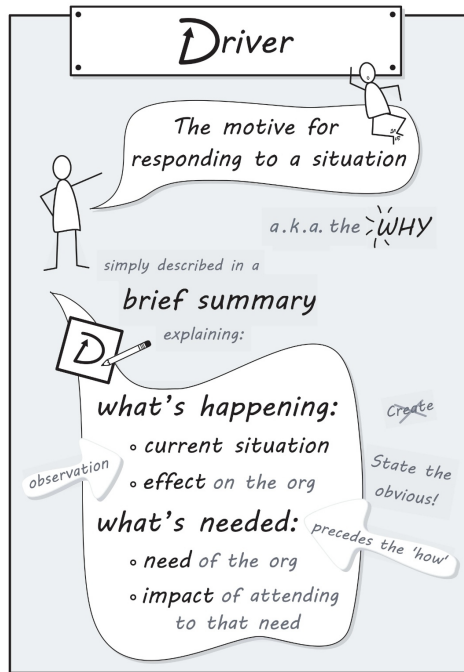 Driver
The motive for
responding to a situation
a.k.a. the WHY
simply described in a
brief summary
explaining:
D
what's happening:
current situation
effect on the org
observation
Create
State the
obvious!
what's needed:
precedes the 'how'
need of the org
impact of attending
to that need